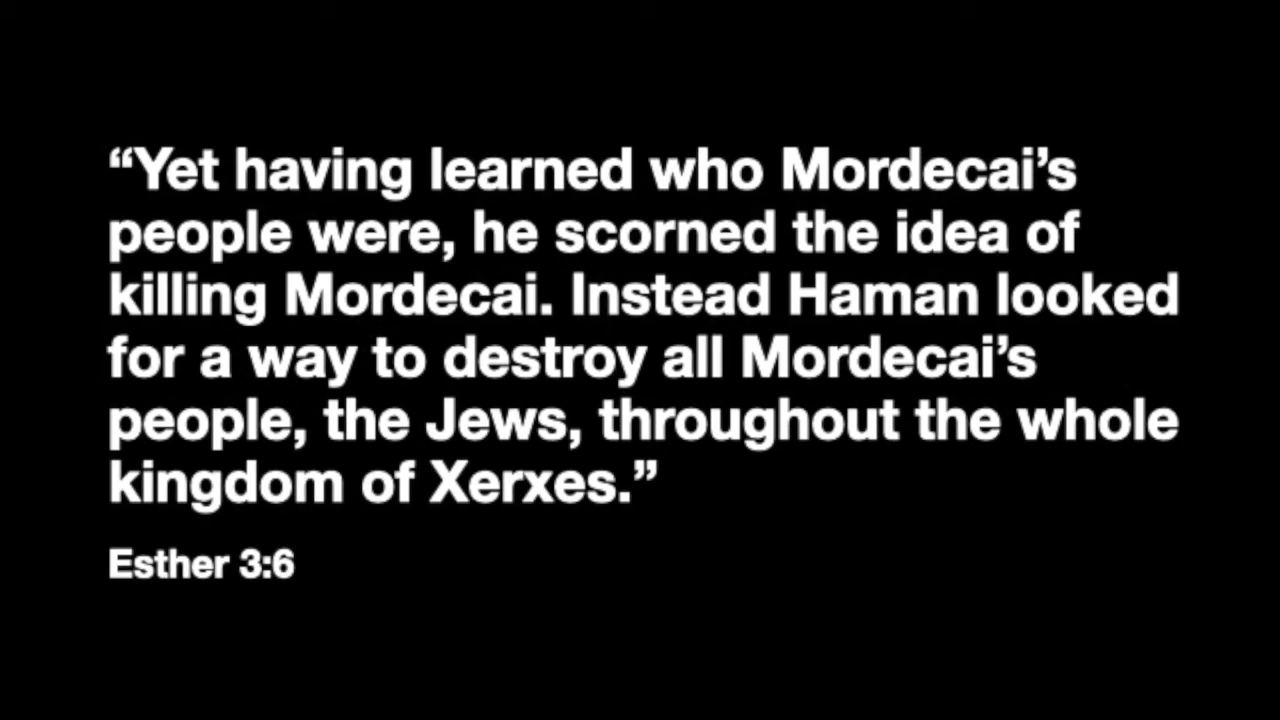 “Yet having learned who Mordecai’s
people were, he scorned the idea of
killing Mordecai. Instead Haman looked
for a way to destroy all Mordecai’s
people, the Jews, throughout the whole
kingdom of Xerxes.”
Esther 3:6